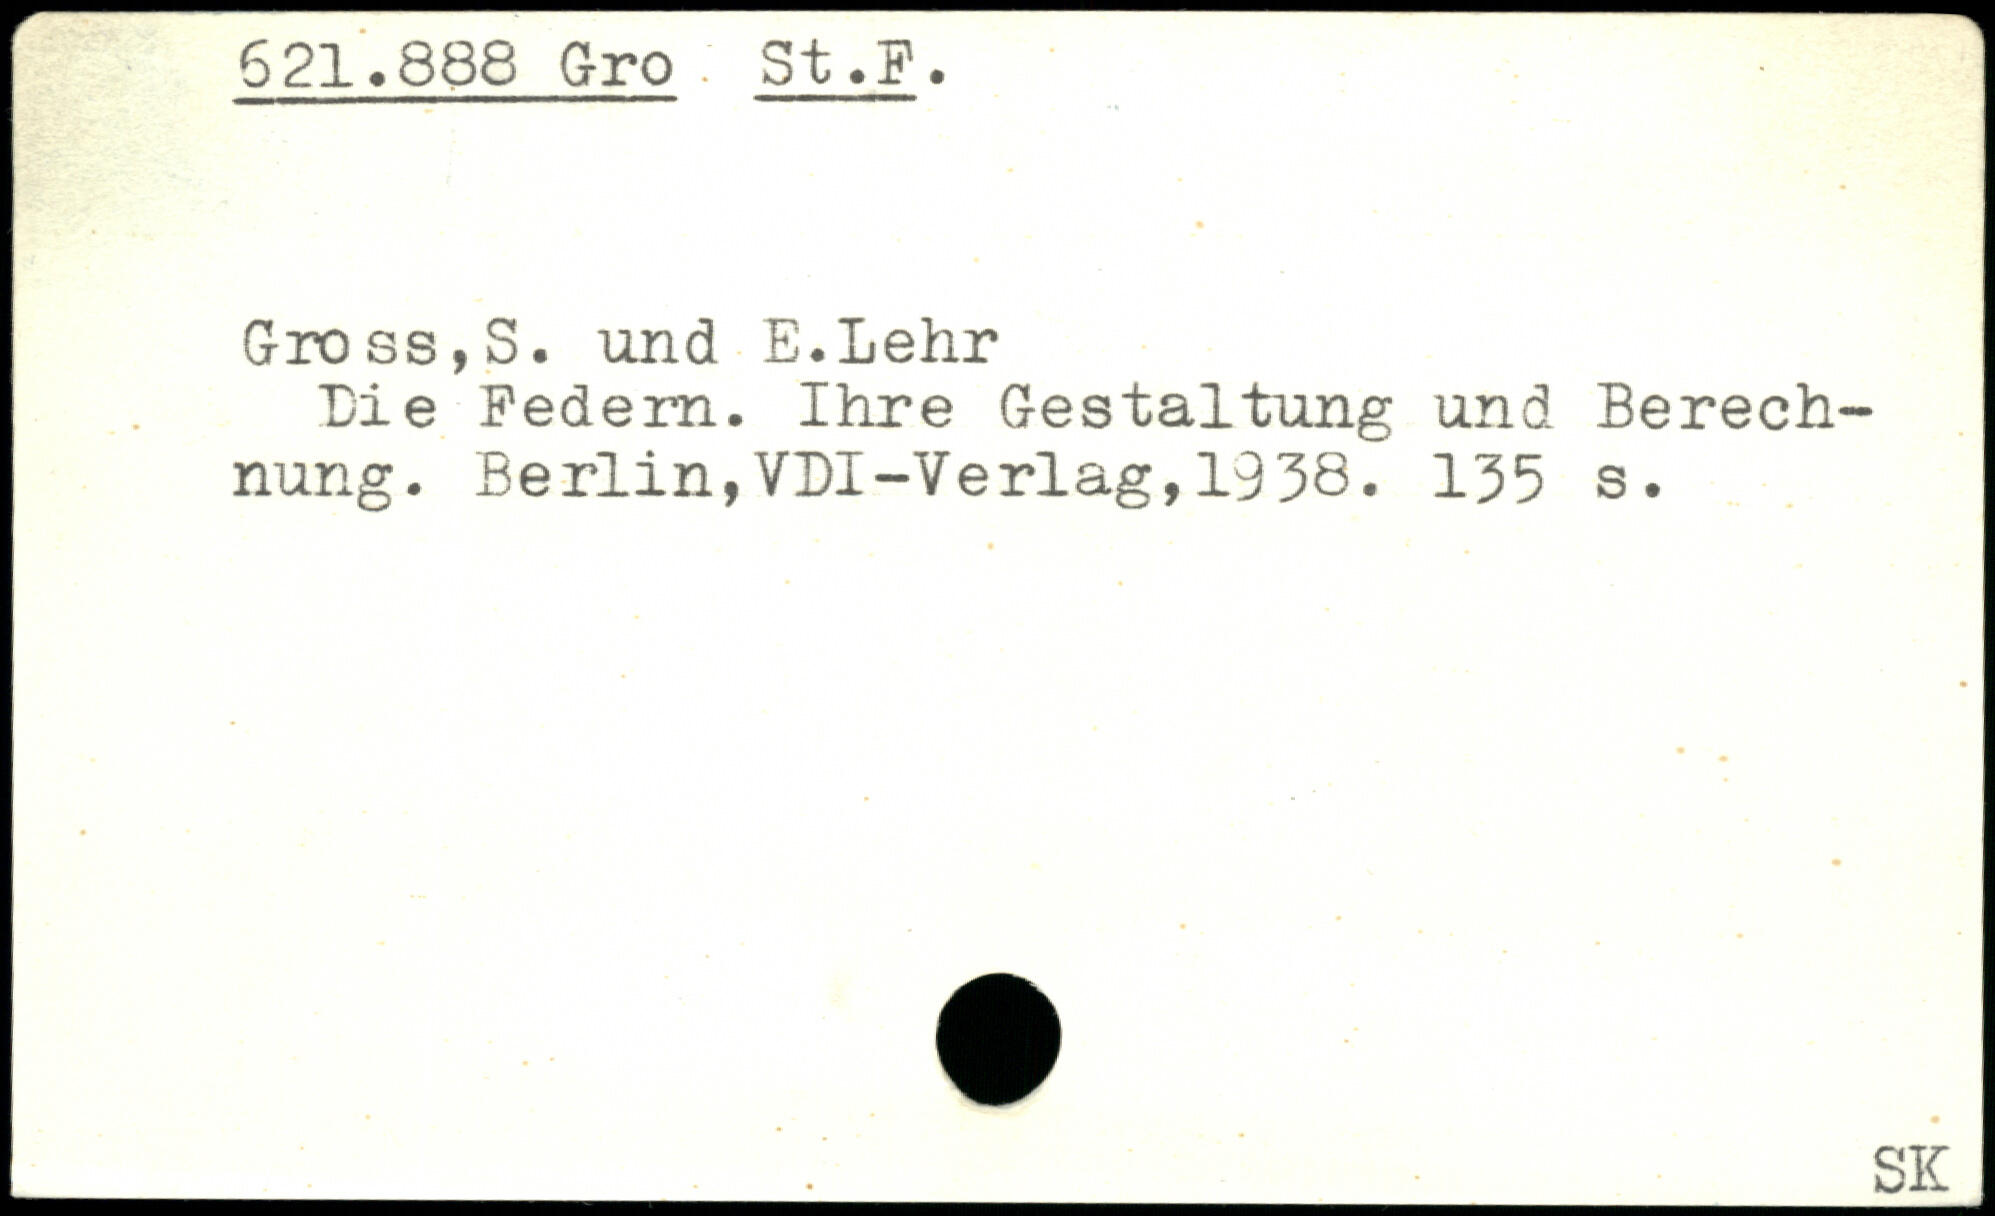 621.888 Gro St.F.
Gross,S. und E.Lehr
Die Federn. Ihre Gestaltung und Berech-
nung. Berlin,VDI-Verlag,1938. 135 s.
SK